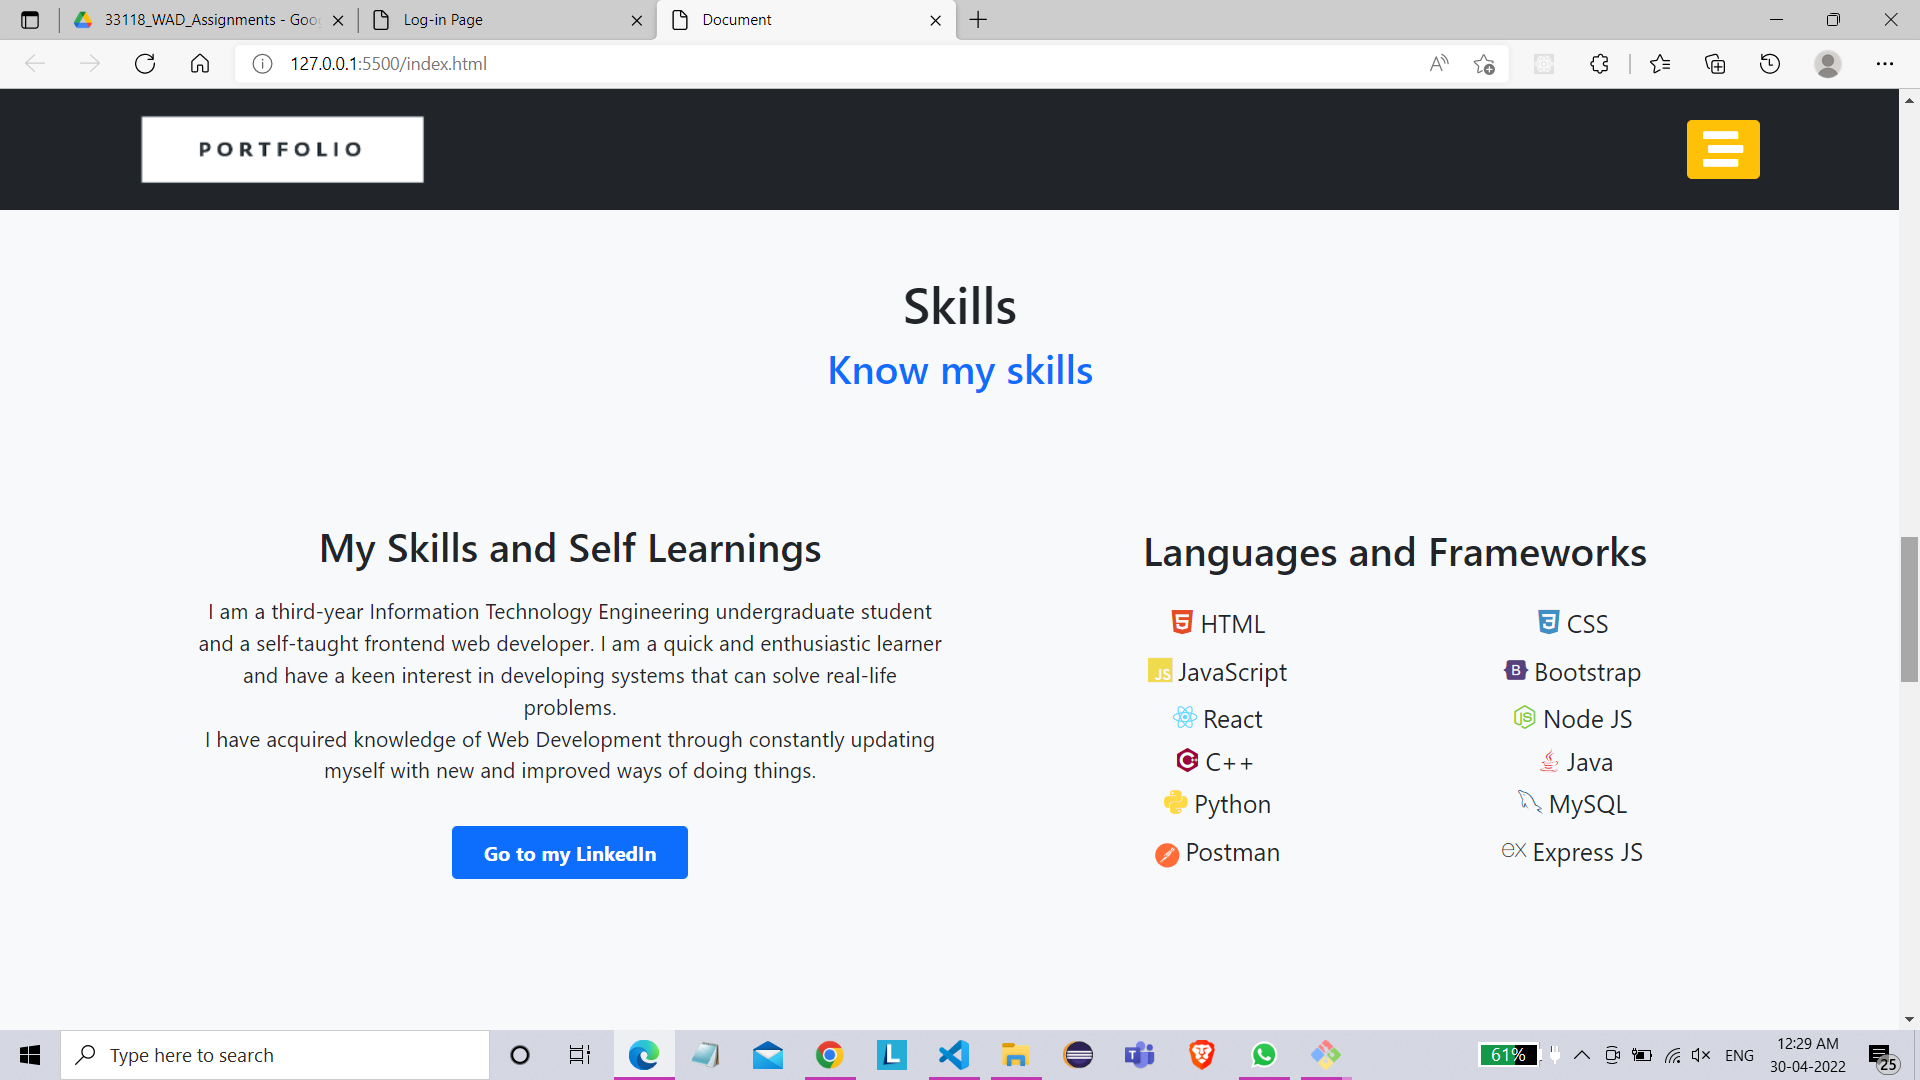 33118_WAD_Assignments - Goo
Log-in Page
Document
127.0.0.1:5500/index.html
PORTFOLIO
Skills
Know my skills
My Skills and Self Learnings
I am a third-year Information Technology Engineering undergraduate student
and a self-taught frontend web developer. I am a quick and enthusiastic learner
and have a keen interest in developing systems that can solve real-life
problems.
I have acquired knowledge of Web Development through constantly updating
myself with new and improved ways of doing things.
Go to my LinkedIn
Languages and Frameworks
HTML
CSS
JS JavaScript
B Bootstrap
React
JS Node JS
C++
Java
Python
MySQL
Postman
ex Express JS
Type here to search
L
61%
ENG
12:29 AM
30-04-2022
25